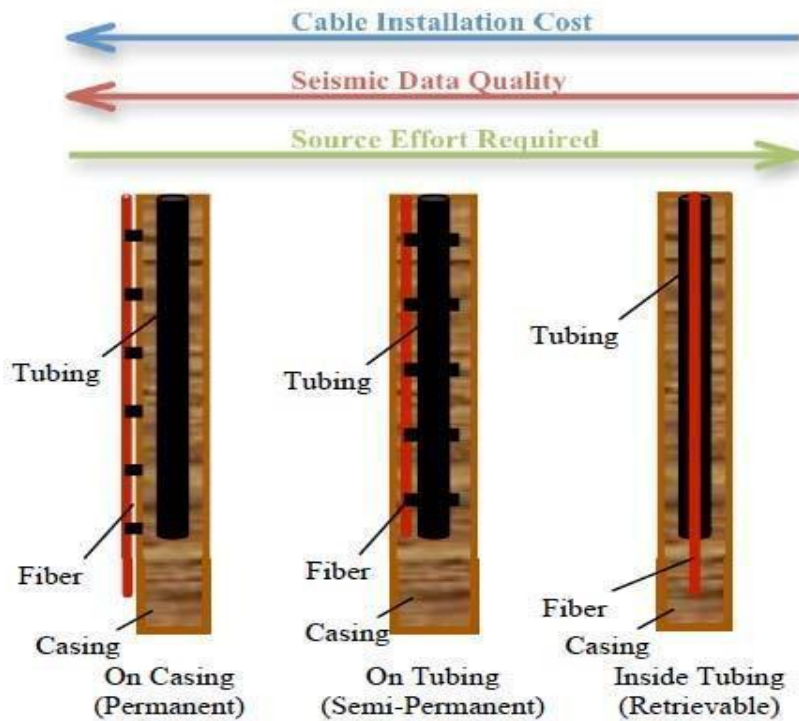 Cable Installation Cost
Seismic Data Quality
Source Effort Required
Tubing
Fiber
Casing
On Casing
(Permanent)
Tubing
Fiber
Casing
On Tubing
(Semi-Permanent)
Tubing
Fiber
Casing
Inside Tubing
(Retrievable)